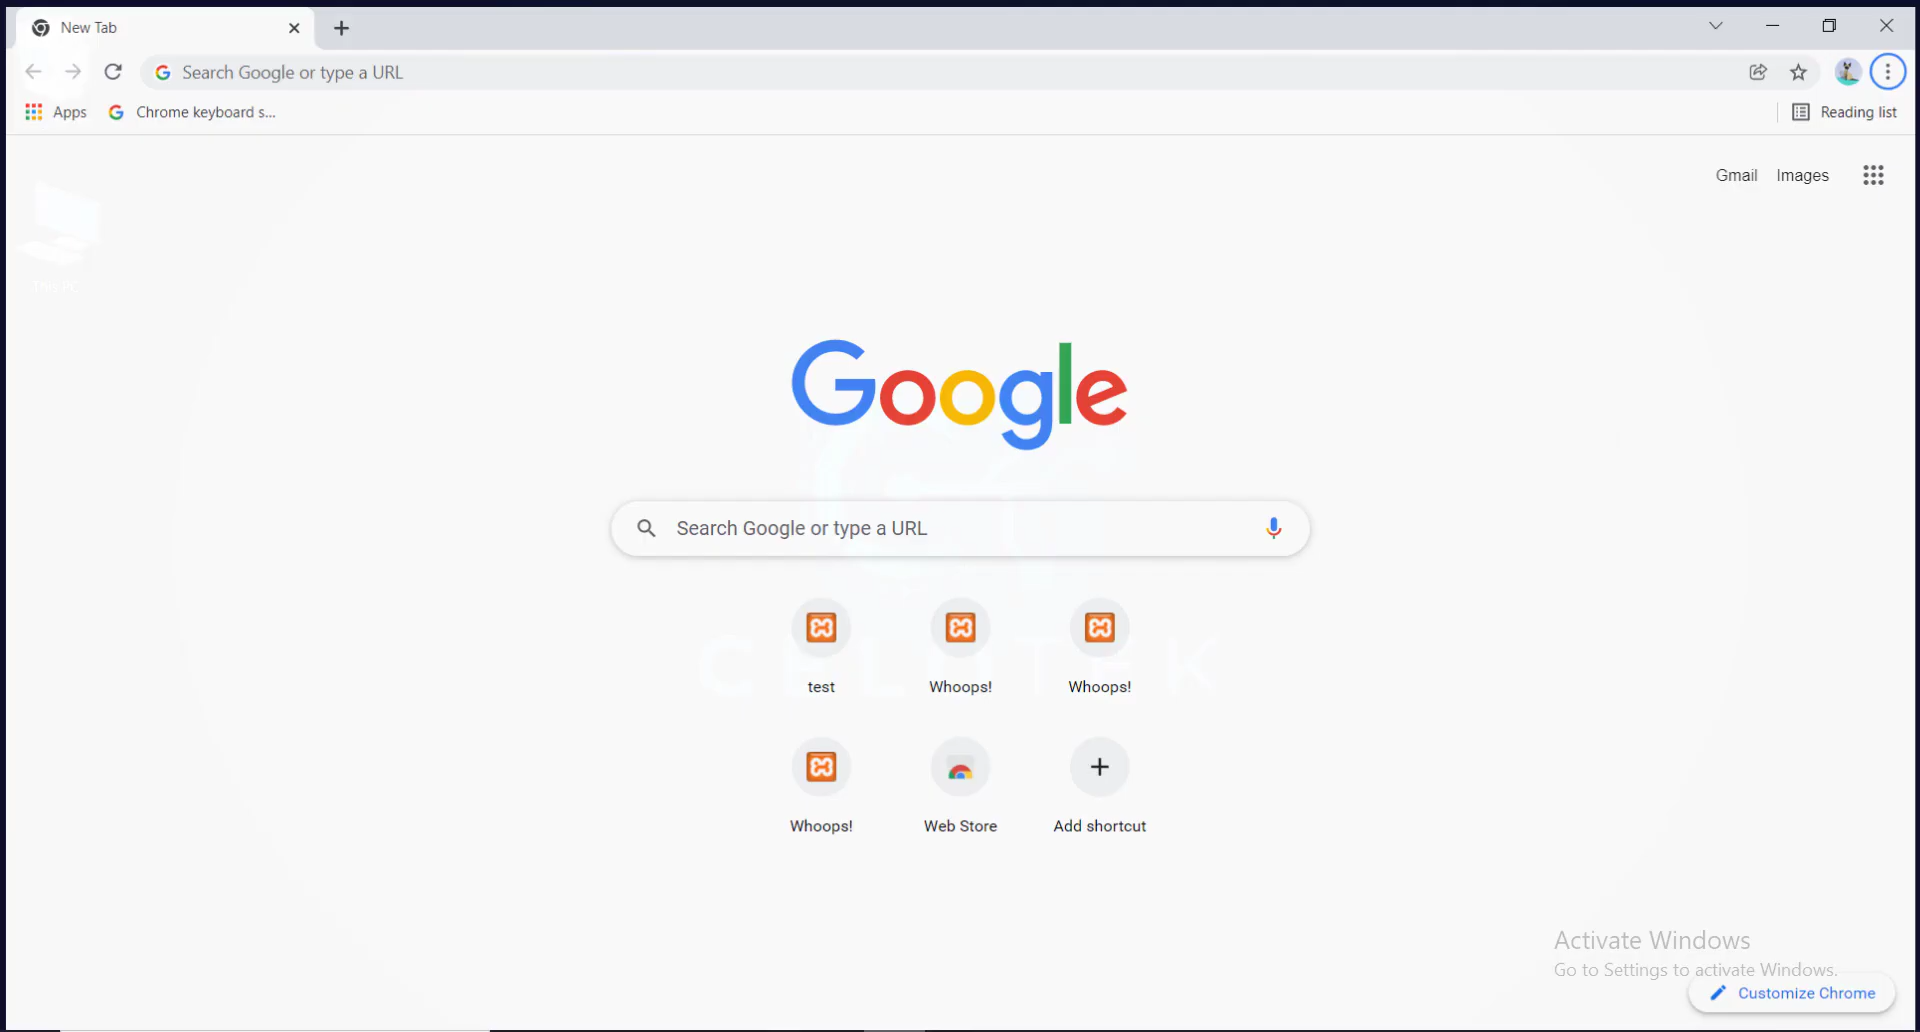 New Tab
Search Google or type a URL
Apps
Chrome keyboard s...
Reading list
Gmail
Images
This PC
Google
Search Google or type a URL
test
Whoops!
Whoops!
Whoops!
Web Store
Add shortcut
Activate Windows
Go to Settings to activate Windows.
Customize Chrome